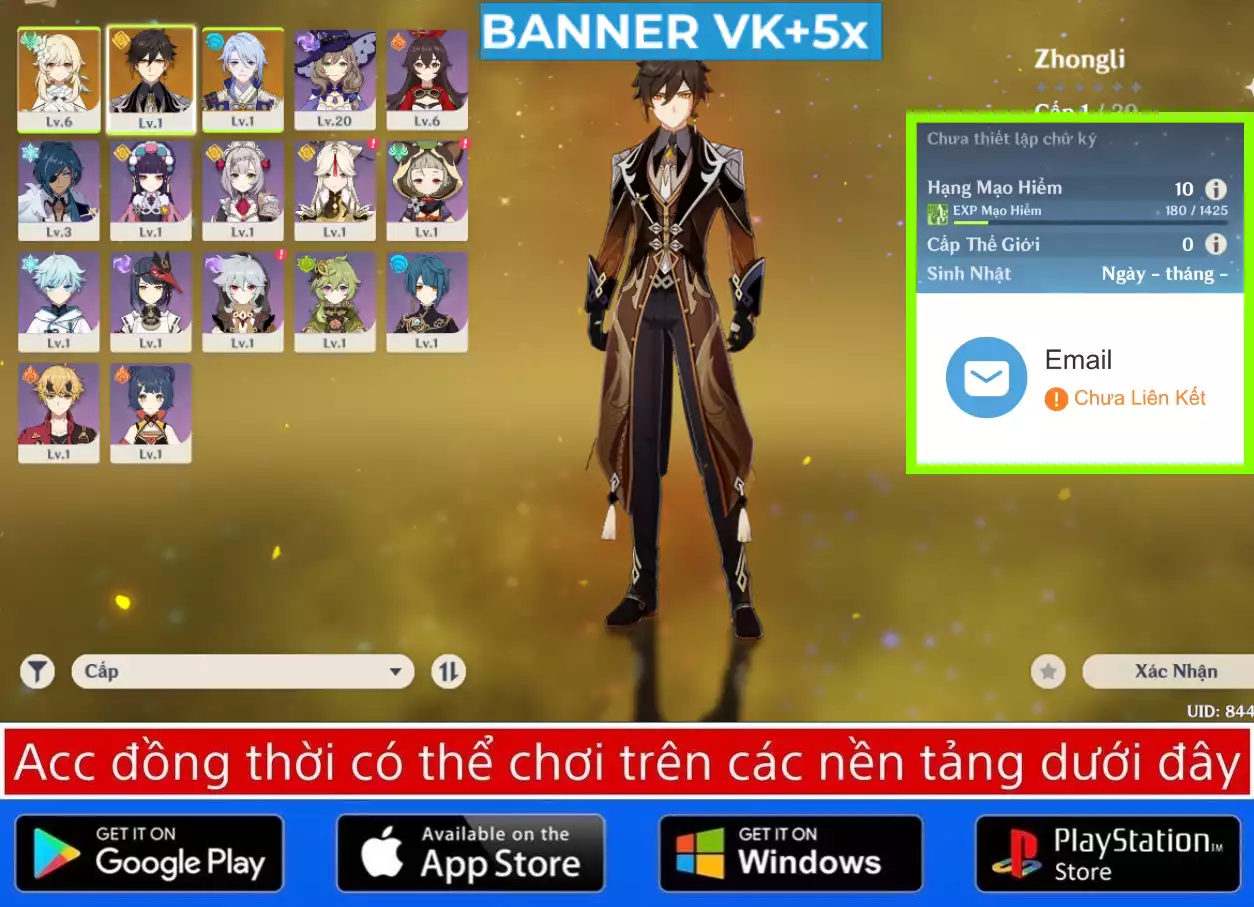 BANNER VK+5x
Zhongli
Cấp 1 / 20
Lv.6
Lv.1
Lv.1
Lv.20
Lv.6
Lv.3
Lv.1
Lv.1
Lv.1
Lv.1
Lv.1
Lv.1
Lv.1
Lv.1
Lv.1
Lv.1
Lv.1
Chưa thiết lập chữ ký
Hạng Mạo Hiểm 10
EXP Mạo Hiểm 180 / 1425
Cấp Thế Giới 0
Sinh Nhật Ngày - tháng -
Email
Chưa Liên Kết
Cấp
Xác Nhận
UID: 844
Acc đồng thời có thể chơi trên các nền tảng dưới đây
GET IT ON
Google Play
Available on the
App Store
GET IT ON
Windows
PlayStation™
Store